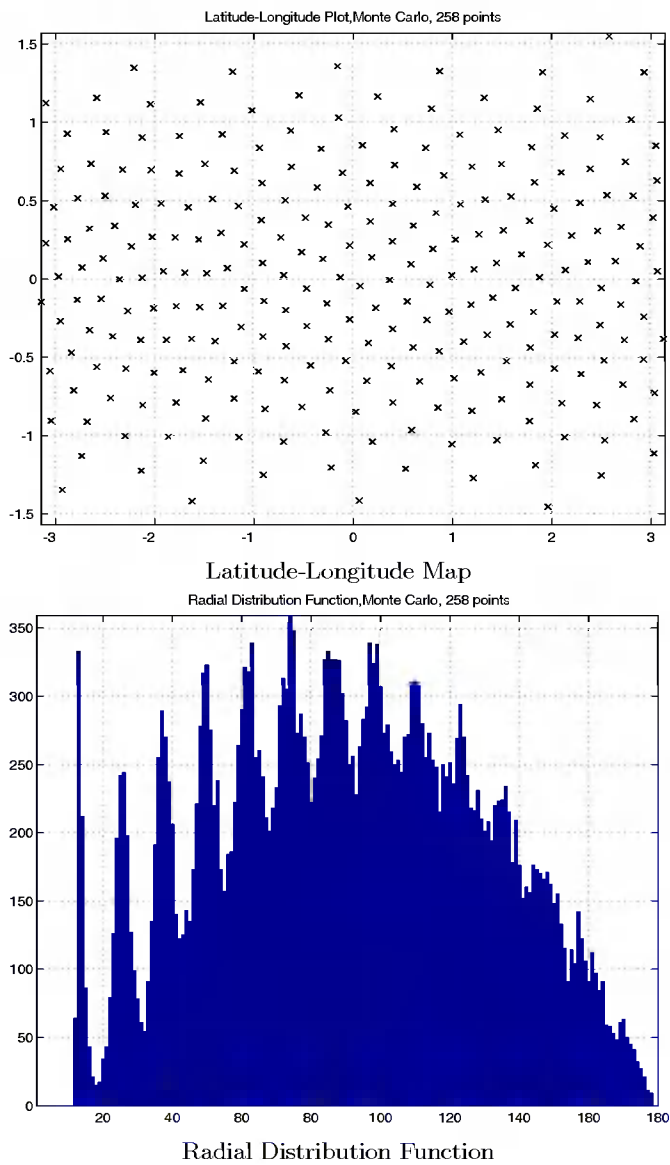 Latitude-Longitude Plot,Monte Carlo, 258 points
1.5
1
0.5
0
-0.5
-1
-1.5
-3 -2 -1 0 1 2 3
Latitude-Longitude Map
Radial Distribution Function,Monte Carlo, 258 points
350
300
250
200
150
100
50
0
20 40 60 80 100 120 140 160 180
Radial Distribution Function